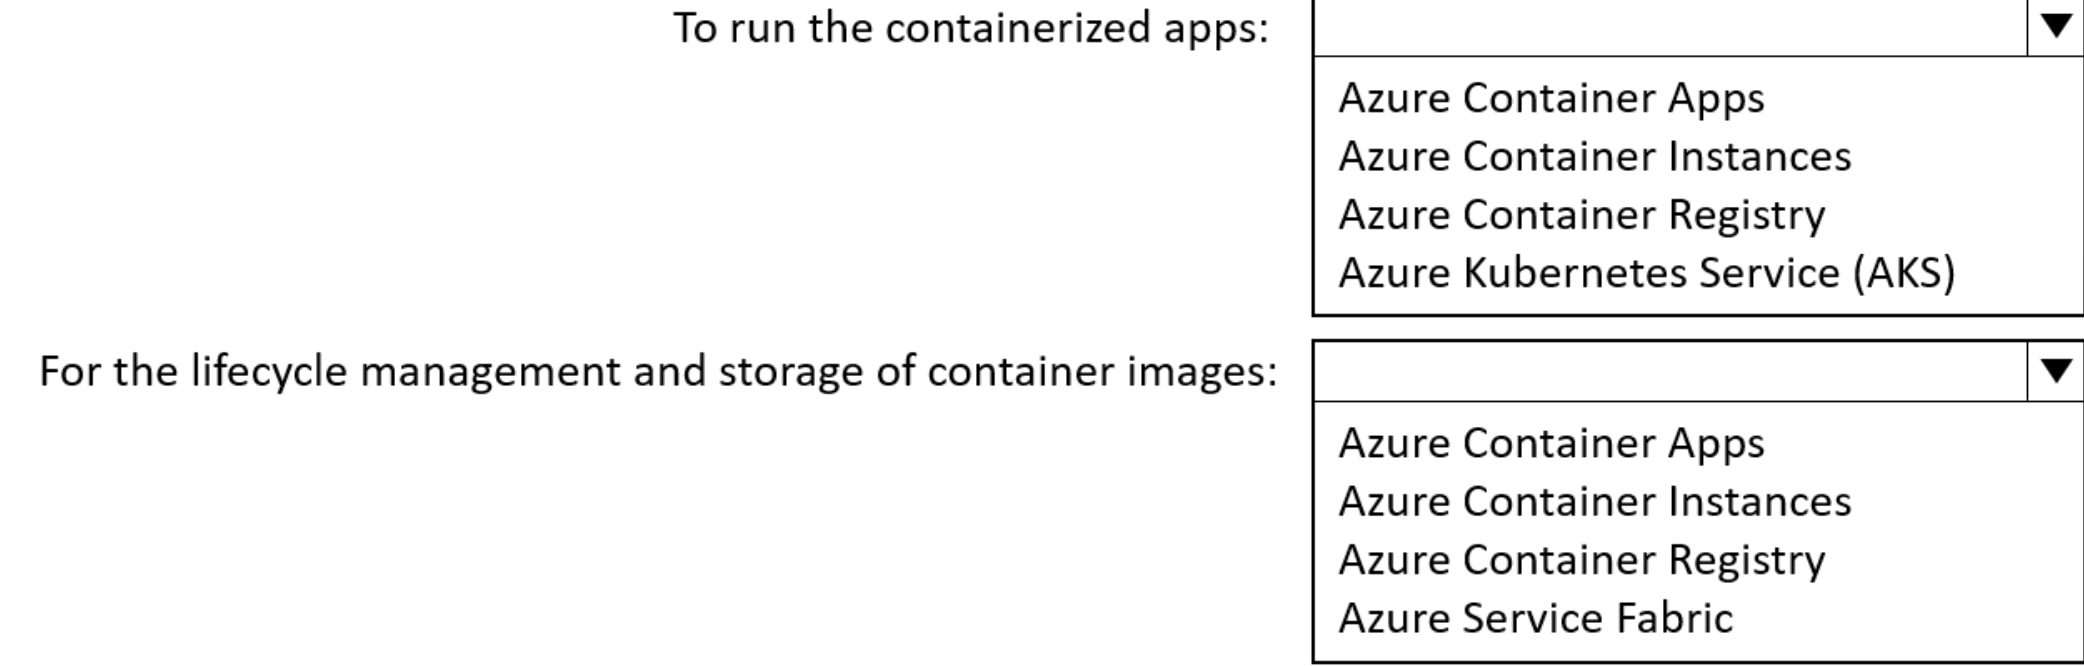 To run the containerized apps:
Azure Container Apps
Azure Container Instances
Azure Container Registry
Azure Kubernetes Service (AKS)
For the lifecycle management and storage of container images:
Azure Container Apps
Azure Container Instances
Azure Container Registry
Azure Service Fabric